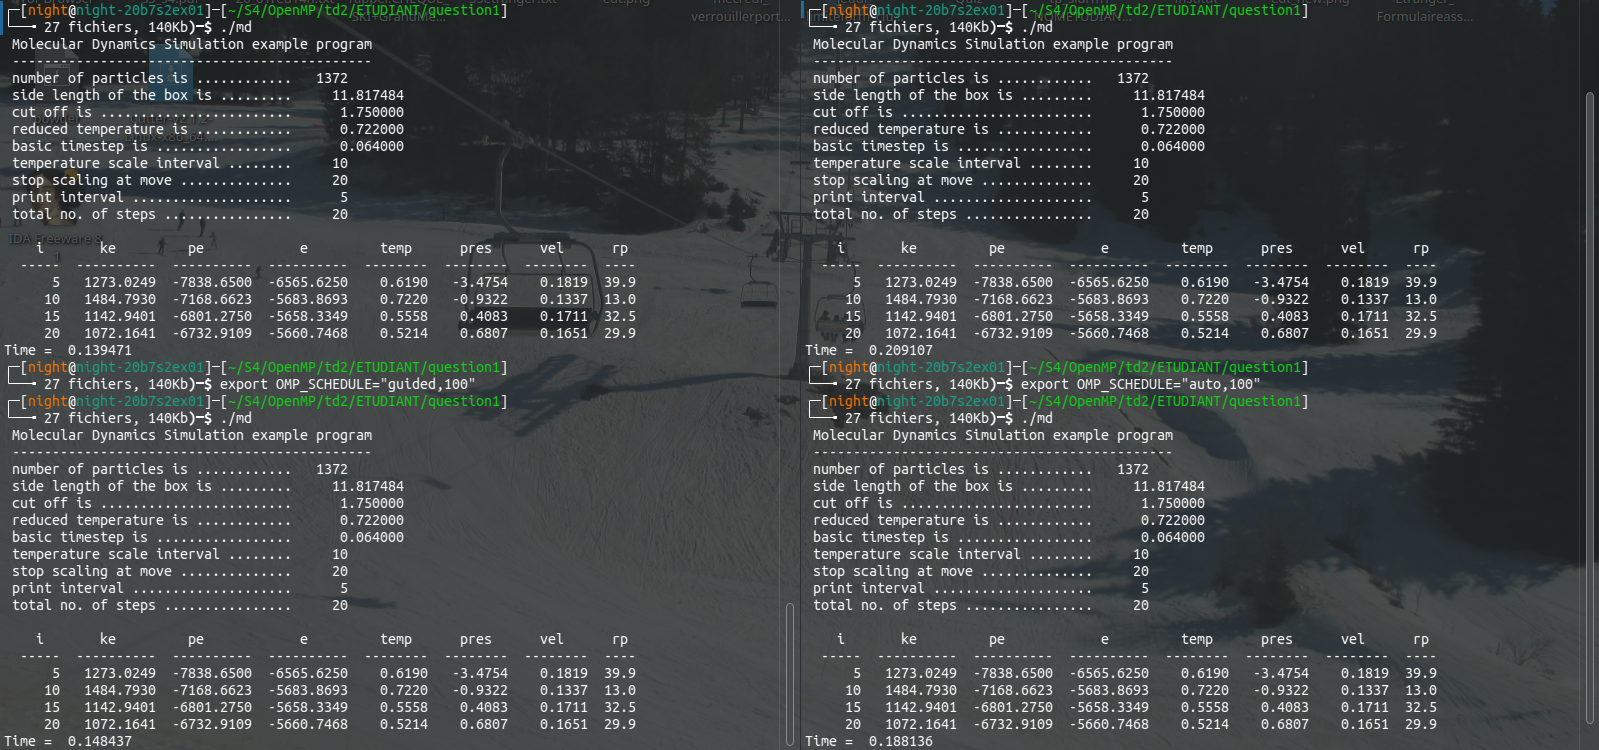 ┌─[night@night-20b7s2ex01]─[~/S4/OpenMP/td2/ETUDIANT/question1]
└──╼ 27 fichiers, 140Kb)─$ ./md
Molecular Dynamics Simulation example program
---------------------------------------------
number of particles is ............   1372
side length of the box is .........     11.817484
cut off is ........................      1.750000
reduced temperature is ............      0.722000
basic timestep is .................      0.064000
temperature scale interval ........     10
stop scaling at move ..............     20
print interval ....................      5
total no. of steps ................     20
i       ke         pe            e         temp      pres      vel      rp
-----  ----------  ----------  ----------  --------  --------  --------  ----
5   1273.0249  -7838.6500  -6565.6250    0.6190   -3.4754    0.1819  39.9
10   1484.7930  -7168.6623  -5683.8693    0.7220   -0.9322    0.1337  13.0
15   1142.9401  -6801.2750  -5658.3349    0.5558    0.4083    0.1711  32.5
20   1072.1641  -6732.9109  -5660.7468    0.5214    0.6807    0.1651  29.9
Time =  0.139471
┌─[night@night-20b7s2ex01]─[~/S4/OpenMP/td2/ETUDIANT/question1]
└──╼ 27 fichiers, 140Kb)─$ export OMP_SCHEDULE="guided,100"
┌─[night@night-20b7s2ex01]─[~/S4/OpenMP/td2/ETUDIANT/question1]
└──╼ 27 fichiers, 140Kb)─$ ./md
Molecular Dynamics Simulation example program
---------------------------------------------
number of particles is ............   1372
side length of the box is .........     11.817484
cut off is ........................      1.750000
reduced temperature is ............      0.722000
basic timestep is .................      0.064000
temperature scale interval ........     10
stop scaling at move ..............     20
print interval ....................      5
total no. of steps ................     20
i       ke         pe            e         temp      pres      vel      rp
-----  ----------  ----------  ----------  --------  --------  --------  ----
5   1273.0249  -7838.6500  -6565.6250    0.6190   -3.4754    0.1819  39.9
10   1484.7930  -7168.6623  -5683.8693    0.7220   -0.9322    0.1337  13.0
15   1142.9401  -6801.2750  -5658.3349    0.5558    0.4083    0.1711  32.5
20   1072.1641  -6732.9109  -5660.7468    0.5214    0.6807    0.1651  29.9
Time =  0.148437
┌─[night@night-20b7s2ex01]─[~/S4/OpenMP/td2/ETUDIANT/question1]
└──╼ 27 fichiers, 140Kb)─$ ./md
Molecular Dynamics Simulation example program
---------------------------------------------
number of particles is ............   1372
side length of the box is .........     11.817484
cut off is ........................      1.750000
reduced temperature is ............      0.722000
basic timestep is .................      0.064000
temperature scale interval ........     10
stop scaling at move ..............     20
print interval ....................      5
total no. of steps ................     20
i       ke         pe            e         temp      pres      vel      rp
-----  ----------  ----------  ----------  --------  --------  --------  ----
5   1273.0249  -7838.6500  -6565.6250    0.6190   -3.4754    0.1819  39.9
10   1484.7930  -7168.6623  -5683.8693    0.7220   -0.9322    0.1337  13.0
15   1142.9401  -6801.2750  -5658.3349    0.5558    0.4083    0.1711  32.5
20   1072.1641  -6732.9109  -5660.7468    0.5214    0.6807    0.1651  29.9
Time =  0.209107
┌─[night@night-20b7s2ex01]─[~/S4/OpenMP/td2/ETUDIANT/question1]
└──╼ 27 fichiers, 140Kb)─$ export OMP_SCHEDULE="auto,100"
┌─[night@night-20b7s2ex01]─[~/S4/OpenMP/td2/ETUDIANT/question1]
└──╼ 27 fichiers, 140Kb)─$ ./md
Molecular Dynamics Simulation example program
---------------------------------------------
number of particles is ............   1372
side length of the box is .........     11.817484
cut off is ........................      1.750000
reduced temperature is ............      0.722000
basic timestep is .................      0.064000
temperature scale interval ........     10
stop scaling at move ..............     20
print interval ....................      5
total no. of steps ................     20
i       ke         pe            e         temp      pres      vel      rp
-----  ----------  ----------  ----------  --------  --------  --------  ----
5   1273.0249  -7838.6500  -6565.6250    0.6190   -3.4754    0.1819  39.9
10   1484.7930  -7168.6623  -5683.8693    0.7220   -0.9322    0.1337  13.0
15   1142.9401  -6801.2750  -5658.3349    0.5558    0.4083    0.1711  32.5
20   1072.1641  -6732.9109  -5660.7468    0.5214    0.6807    0.1651  29.9
Time =  0.188136
verrouillerport...
Formulaireass...
IDA Freeware 8